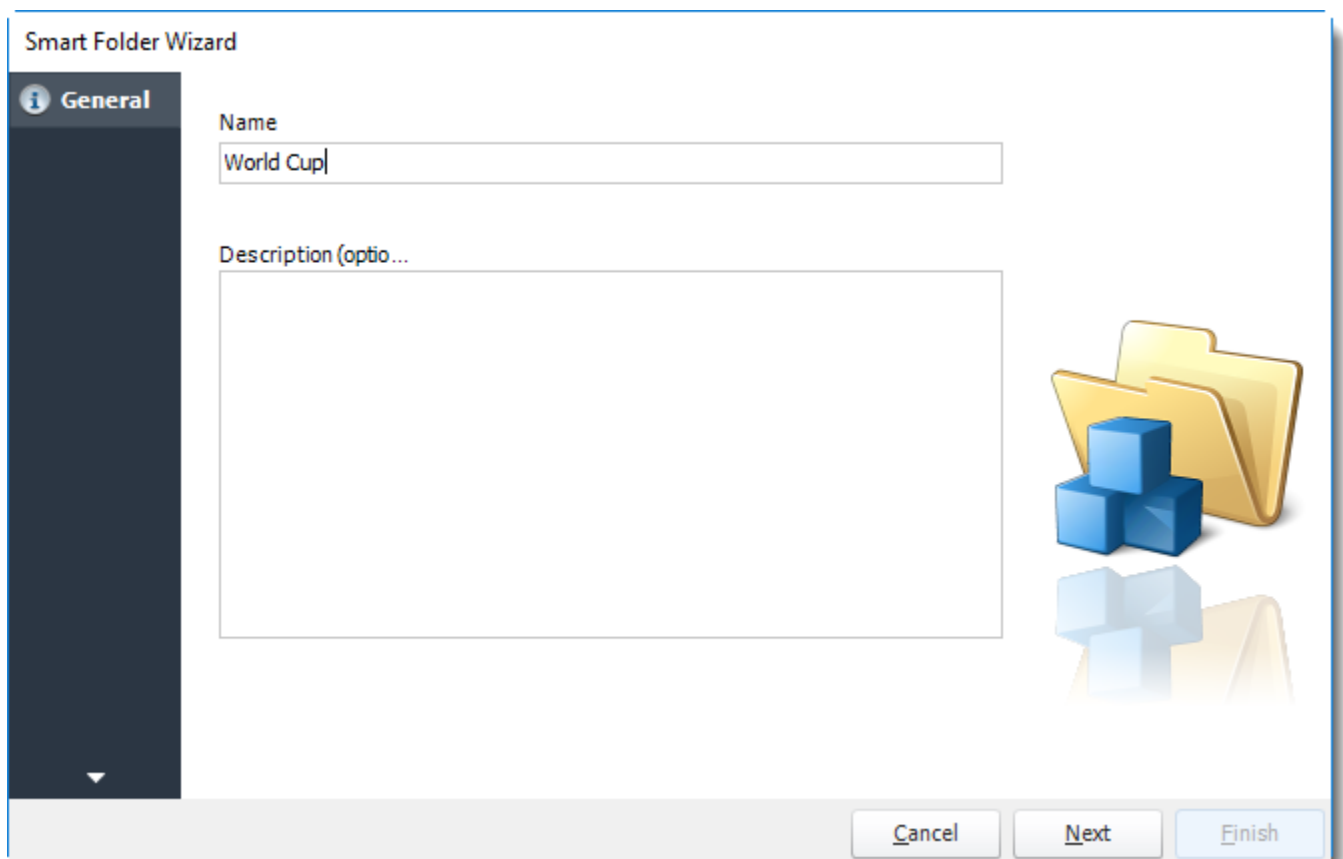 Smart Folder Wizard
General
Name
World Cup
Description (optio...
Cancel
Next
Finish